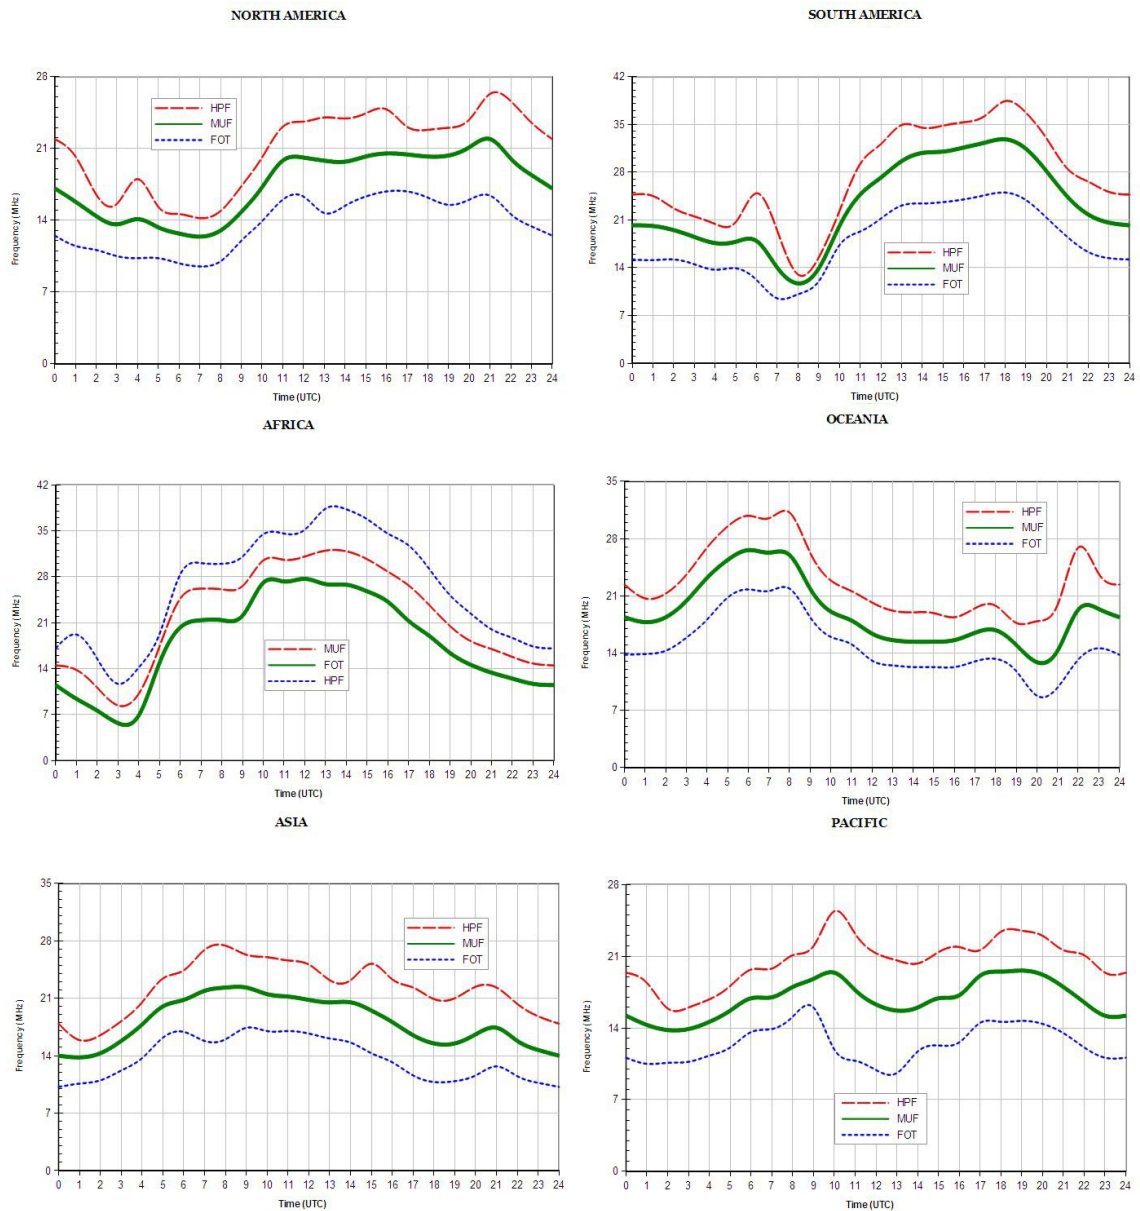 NORTH AMERICA
Frequency (MHz)
28
21
14
7
0
HPF
MUF
FOT
0 1 2 3 4 5 6 7 8 9 10 11 12 13 14 15 16 17 18 19 20 21 22 23 24
Time (UTC)
SOUTH AMERICA
Frequency (MHz)
42
35
28
21
14
7
0
HPF
MUF
FOT
0 1 2 3 4 5 6 7 8 9 10 11 12 13 14 15 16 17 18 19 20 21 22 23 24
Time (UTC)
AFRICA
Frequency (MHz)
42
35
28
21
14
7
0
MUF
FOT
HPF
0 1 2 3 4 5 6 7 8 9 10 11 12 13 14 15 16 17 18 19 20 21 22 23 24
Time (UTC)
OCEANIA
Frequency (MHz)
35
28
21
14
7
0
HPF
MUF
FOT
0 1 2 3 4 5 6 7 8 9 10 11 12 13 14 15 16 17 18 19 20 21 22 23 24
Time (UTC)
ASIA
Frequency (MHz)
35
28
21
14
7
0
HPF
MUF
FOT
0 1 2 3 4 5 6 7 8 9 10 11 12 13 14 15 16 17 18 19 20 21 22 23 24
Time (UTC)
PACIFIC
Frequency (MHz)
28
21
14
7
0
HPF
MUF
FOT
0 1 2 3 4 5 6 7 8 9 10 11 12 13 14 15 16 17 18 19 20 21 22 23 24
Time (UTC)